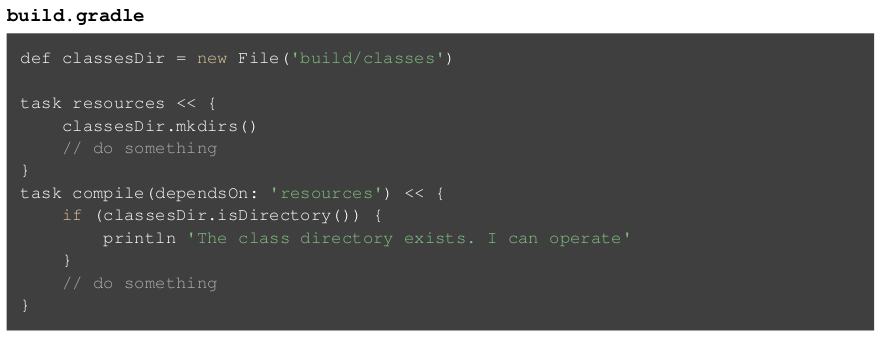 build.gradle
def classesDir = new File('build/classes')
task resources << {
    classesDir.mkdirs()
    // do something
}
task compile(dependsOn: 'resources') << {
    if (classesDir.isDirectory()) {
        println 'The class directory exists. I can operate'
    }
    // do something
}